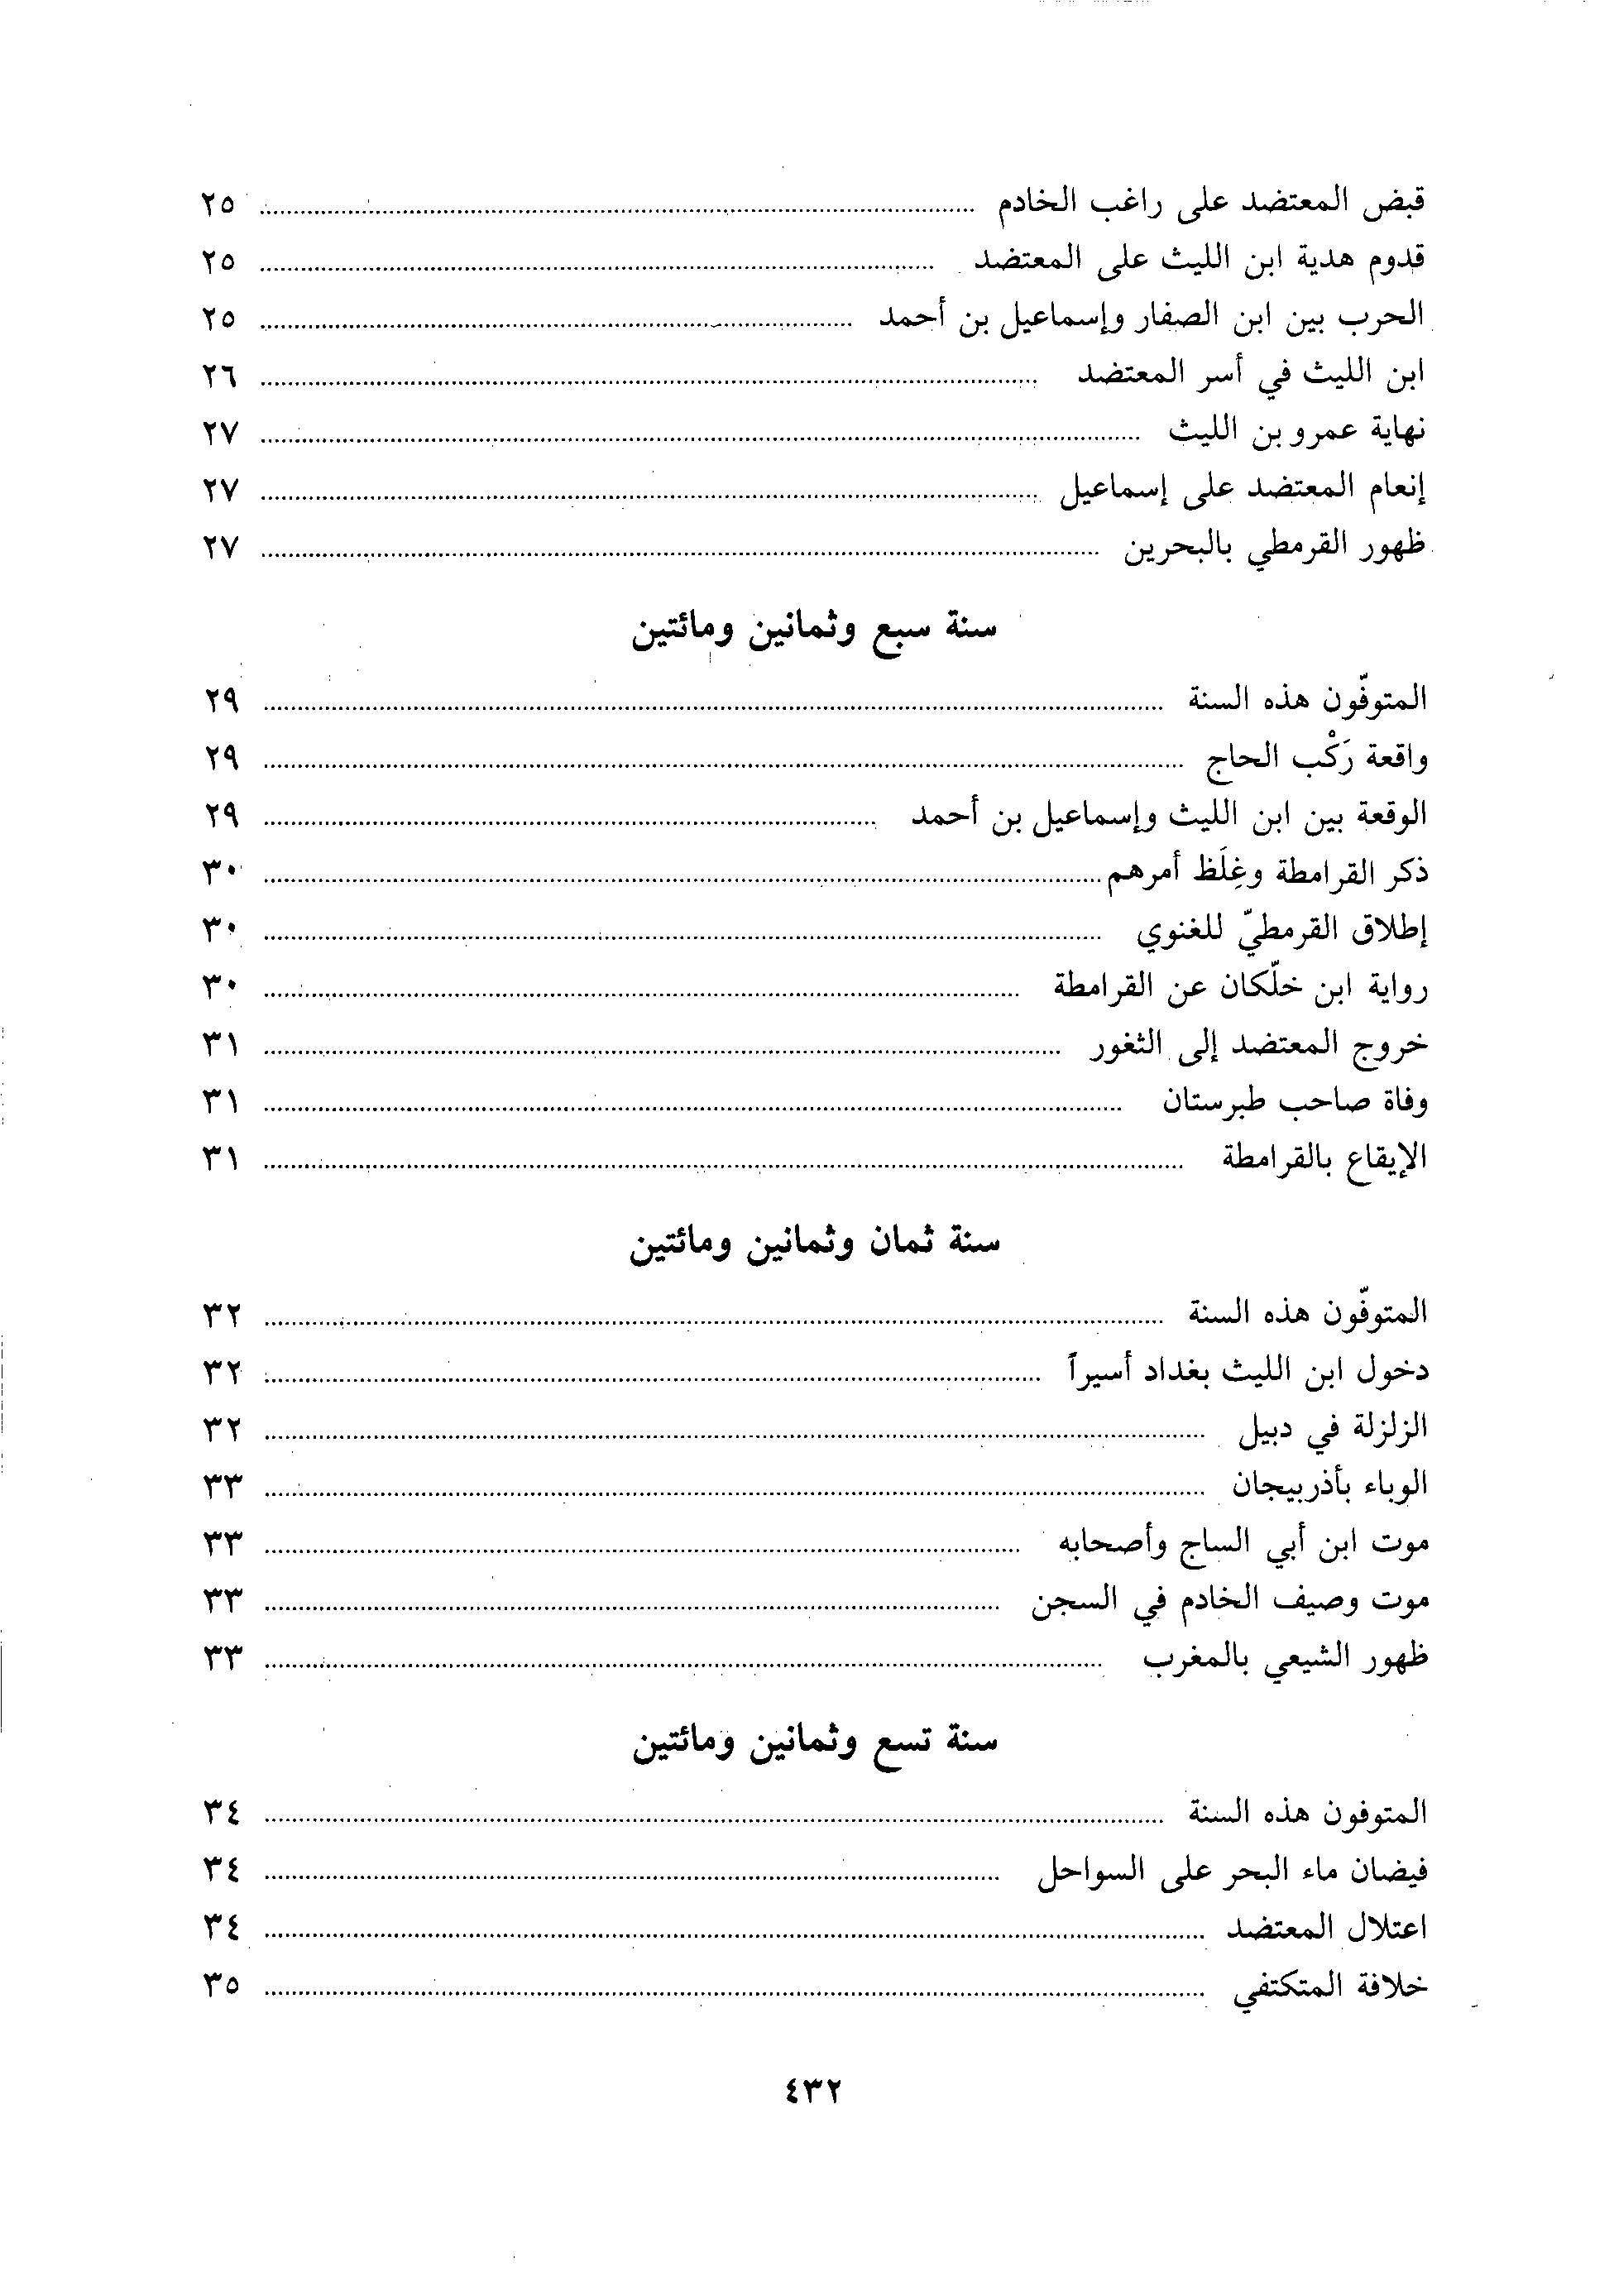 قبض المعتضد على راغب الخادم ........ ٢٥
قدوم هدية ابن الليث على المعتضد ........ ٢٥
الحرب بين ابن الصفار وإسماعيل بن أحمد ........ ٢٥
ابن الليث في أسر المعتضد ........ ٢٦
نهاية عمرو بن الليث ........ ٢٧
إنعام المعتضد على إسماعيل ........ ٢٧
ظهور القرمطي بالبحرين ........ ٢٧
سنة سبع وثمانين ومائتين
المتوفّون هذه السنة ........ ٢٩
واقعة رَكْب الحاج ........ ٢٩
الوقعة بين ابن الليث وإسماعيل بن أحمد ........ ٢٩
ذكر القرامطة وغِلَظ أمرهم ........ ٣٠
إطلاق القرمطيّ للغنوي ........ ٣٠
رواية ابن خلّكان عن القرامطة ........ ٣٠
خروج المعتضد إلى الثغور ........ ٣١
وفاة صاحب طبرستان ........ ٣١
الإيقاع بالقرامطة ........ ٣١
سنة ثمان وثمانين ومائتين
المتوفّون هذه السنة ........ ٣٢
دخول ابن الليث بغداد أسيراً ........ ٣٢
الزلزلة في دبيل ........ ٣٢
الوباء بأذربيجان ........ ٣٣
موت ابن أبي الساج وأصحابه ........ ٣٣
موت وصيف الخادم في السجن ........ ٣٣
ظهور الشيعي بالمغرب ........ ٣٣
سنة تسع وثمانين ومائتين
المتوفون هذه السنة ........ ٣٤
فيضان ماء البحر على السواحل ........ ٣٤
اعتلال المعتضد ........ ٣٤
خلافة المتكتفي ........ ٣٥
٤٣٢